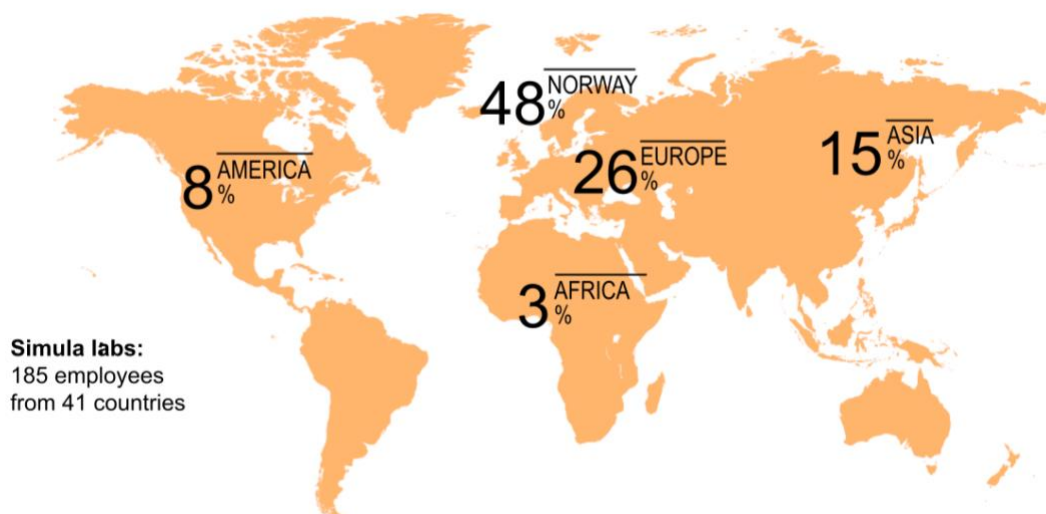 48 NORWAY
%
15 ASIA
%
8 AMERICA
%
26 EUROPE
%
3 AFRICA
%
Simula labs:
185 employees
from 41 countries